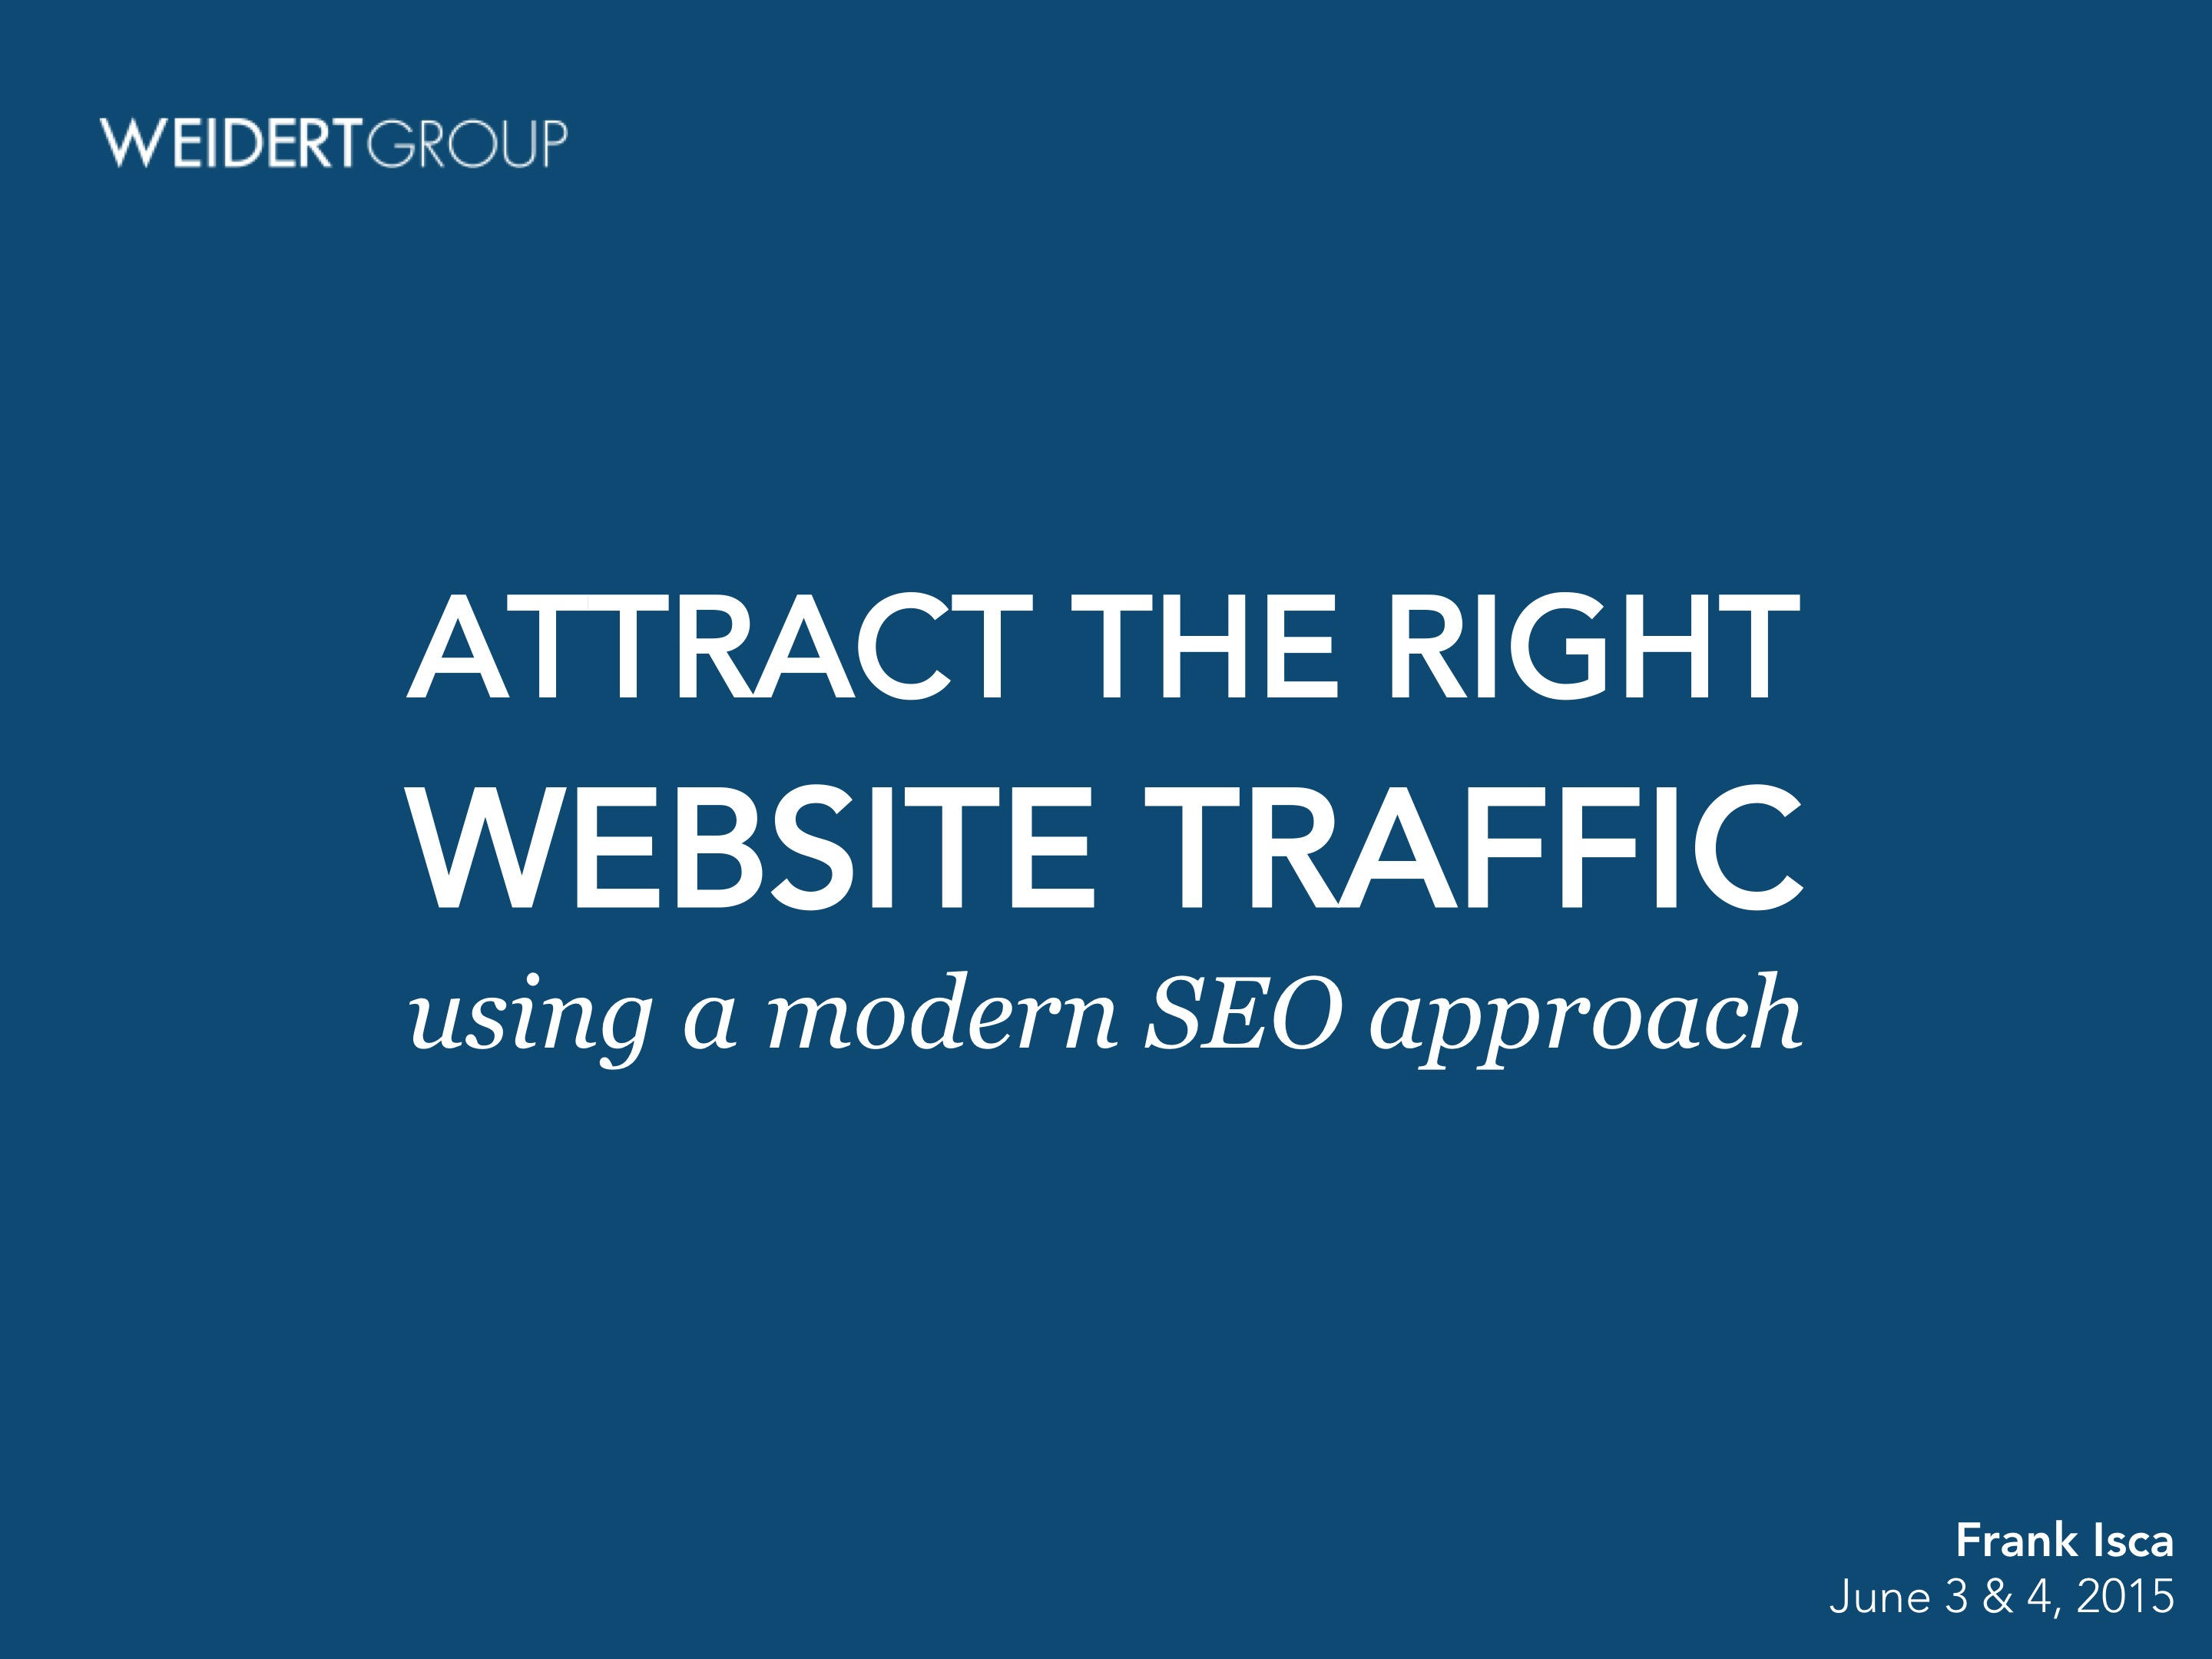 WEIDERTGROUP
ATTRACT THE RIGHT
WEBSITE TRAFFIC
using a modern SEO approach
Frank Isca
June 3 & 4, 2015